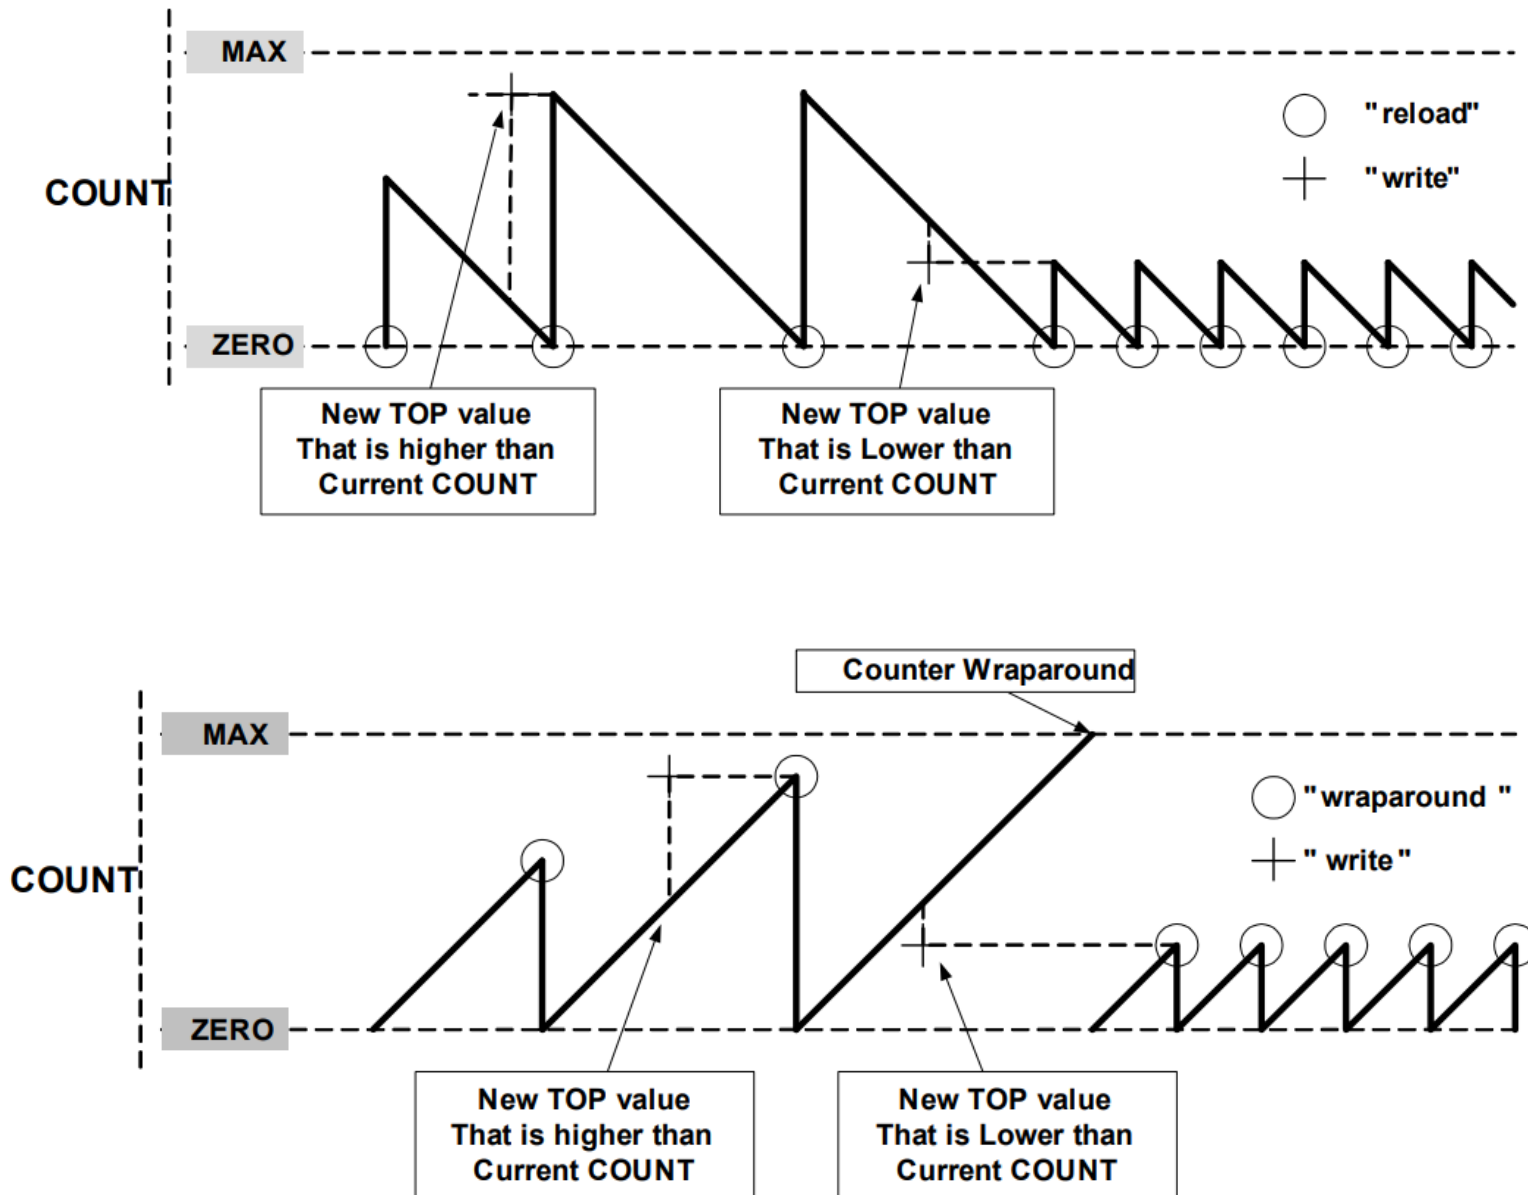 MAX
"reload"
"write"
COUNT
ZERO
New TOP value
That is higher than
Current COUNT
New TOP value
That is Lower than
Current COUNT
Counter Wraparound
MAX
"wraparound "
" write"
COUNT
ZERO
New TOP value
That is higher than
Current COUNT
New TOP value
That is Lower than
Current COUNT